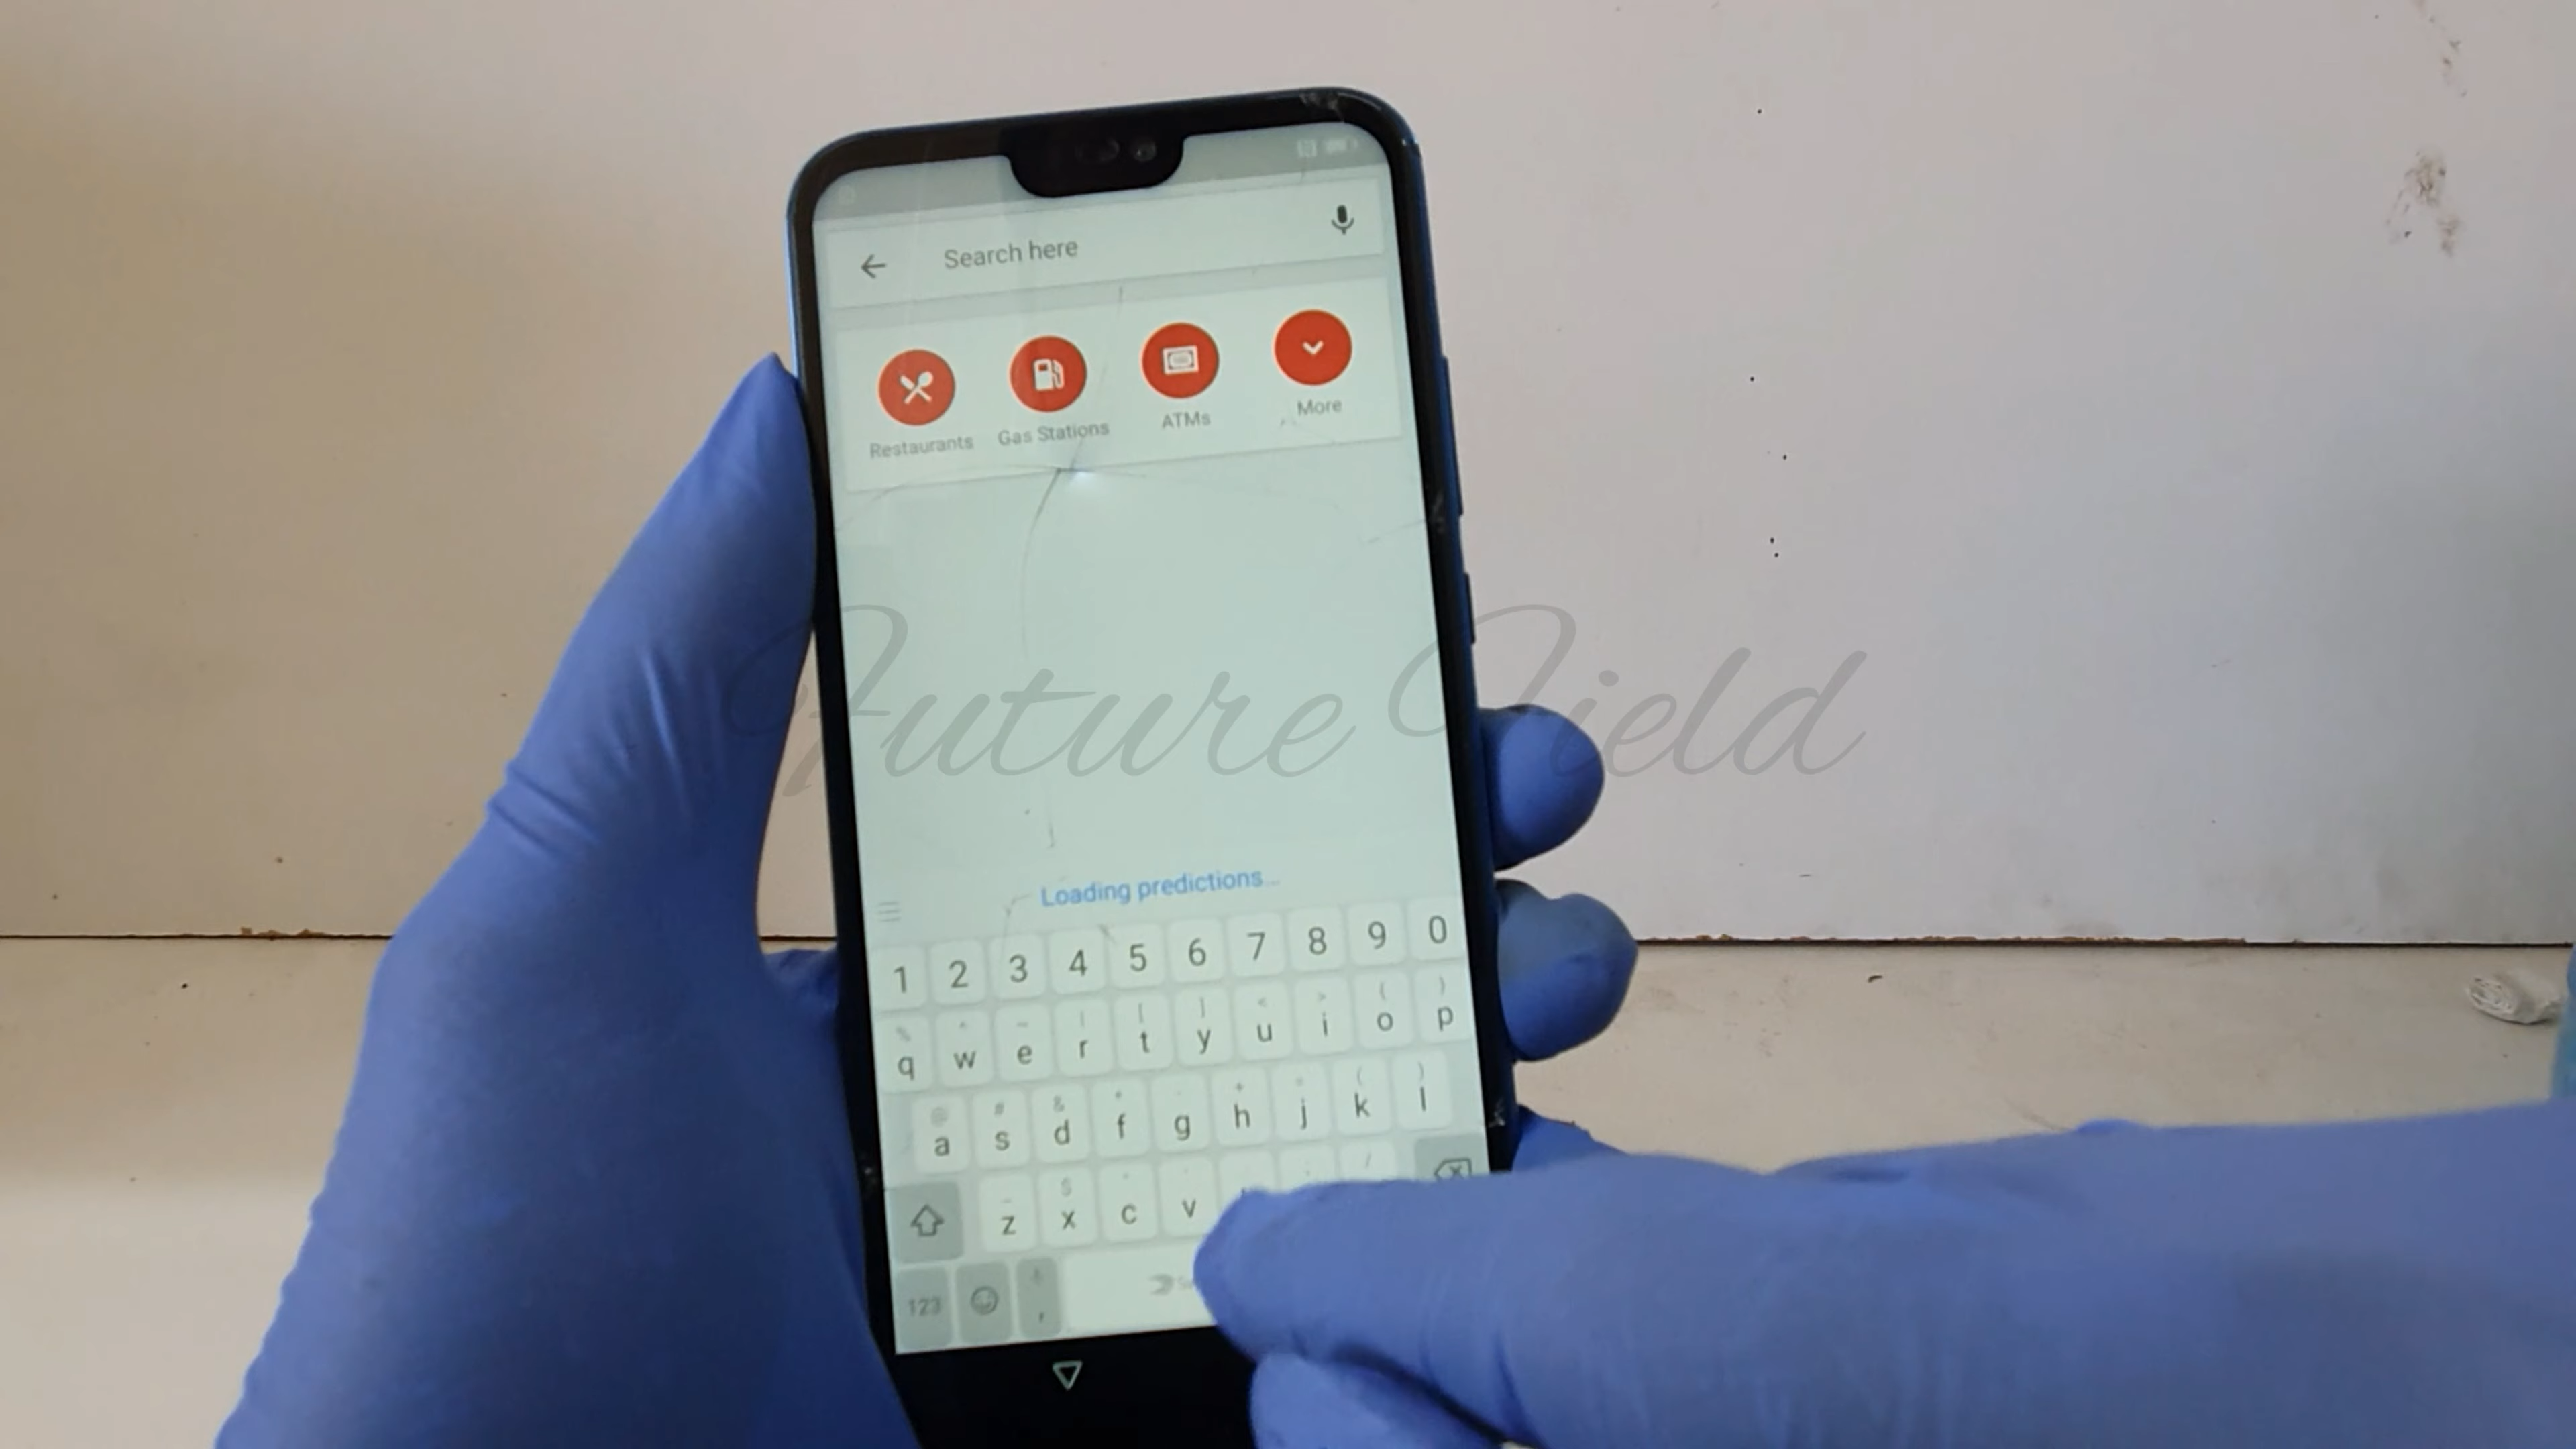 Search here
Restaurants Gas Stations ATMs More
Future Field
Loading predictions...
1 2 3 4 5 6 7 8 9 0
q w e r t y u i o p
a s d f g h j k l
z x c v
123 ,